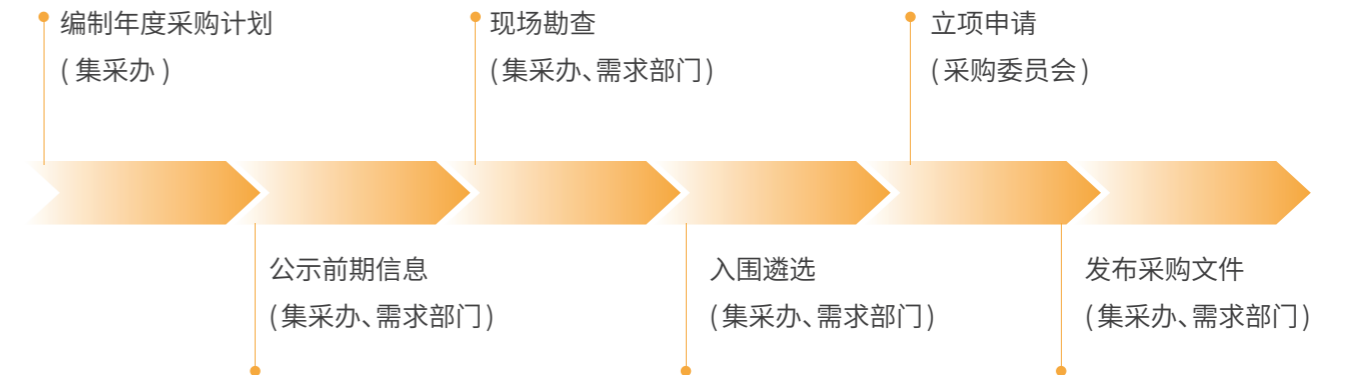 编制年度采购计划
(集采办)
公示前期信息
(集采办、需求部门)
现场勘查
(集采办、需求部门)
入围遴选
(集采办、需求部门)
立项申请
(采购委员会)
发布采购文件
(集采办、需求部门)